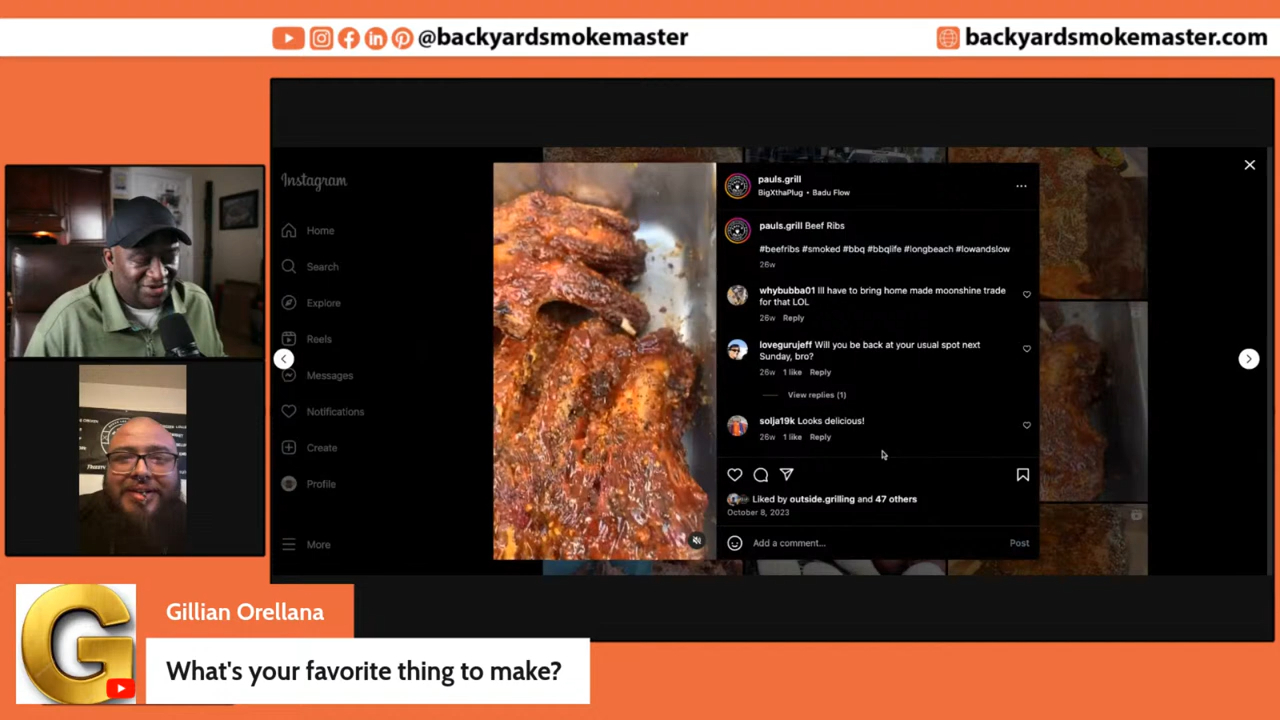 @backyardsmokemaster
backyardsmokemaster.com
Instagram
Home
Search
Explore
Reels
Messages
Notifications
Create
Profile
More
pauls.grill
BigXthaPlug • Badu Flow
pauls.grill Beef Ribs
#beefribs #smoked #bbq #bbqlife #longbeach #lowandslow
26w
whybubba01 Ill have to bring home made moonshine trade
for that LOL
26w Reply
lovegurujeff Will you be back at your usual spot next
Sunday, bro?
26w 1 like Reply
View replies (1)
solja19k Looks delicious!
26w 1 like Reply
Liked by outside.grilling and 47 others
October 8, 2023
Add a comment...
Post
G
Gillian Orellana
What's your favorite thing to make?